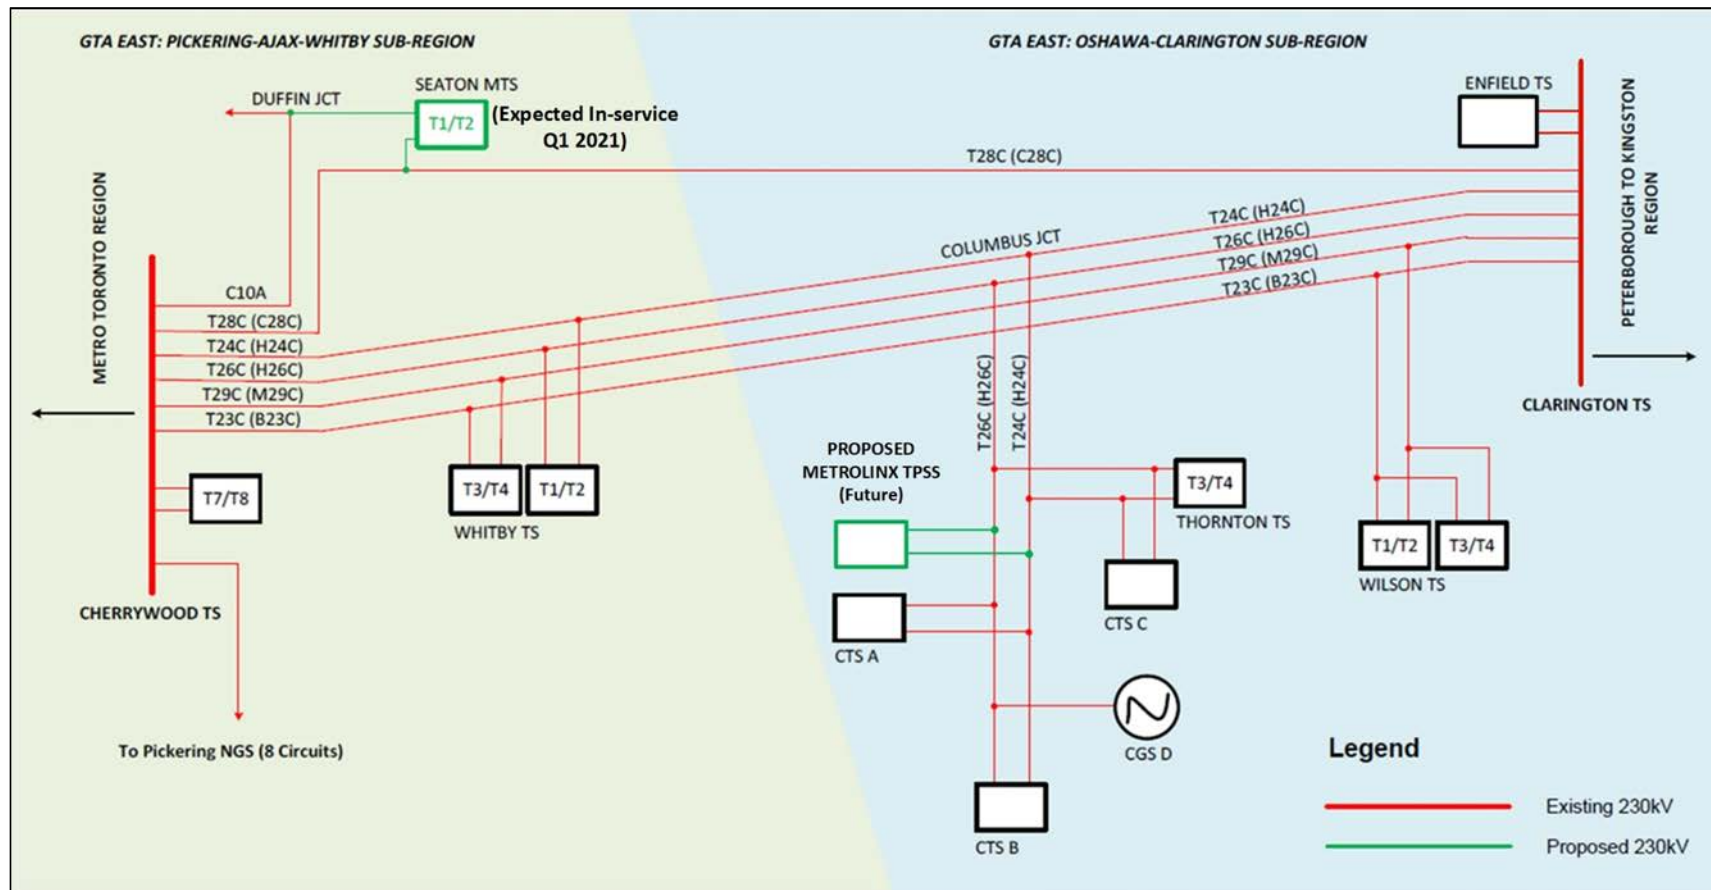 GTA EAST: PICKERING-AJAX-WHITBY SUB-REGION
GTA EAST: OSHAWA-CLARINGTON SUB-REGION
SEATON MTS
DUFFIN JCT
T1/T2
(Expected In-service
Q1 2021)
ENFIELD TS
T28C (C28C)
PETERBOROUGH TO KINGSTON
REGION
METRO TORONTO REGION
T24C (H24C)
T26C (H26C)
T29C (M29C)
T23C (B23C)
COLUMBUS JCT
C10A
T28C (C28C)
T24C (H24C)
T26C (H26C)
T29C (M29C)
T23C (B23C)
T26C (H26C)
T24C (H24C)
CLARINGTON TS
PROPOSED
METROLINX TPSS
(Future)
T7/T8
T3/T4
T1/T2
WHITBY TS
T3/T4
THORNTON TS
T1/T2
T3/T4
WILSON TS
CHERRYWOOD TS
CTS C
CTS A
To Pickering NGS (8 Circuits)
CGS D
CTS B
Legend
Existing 230kV
Proposed 230kV